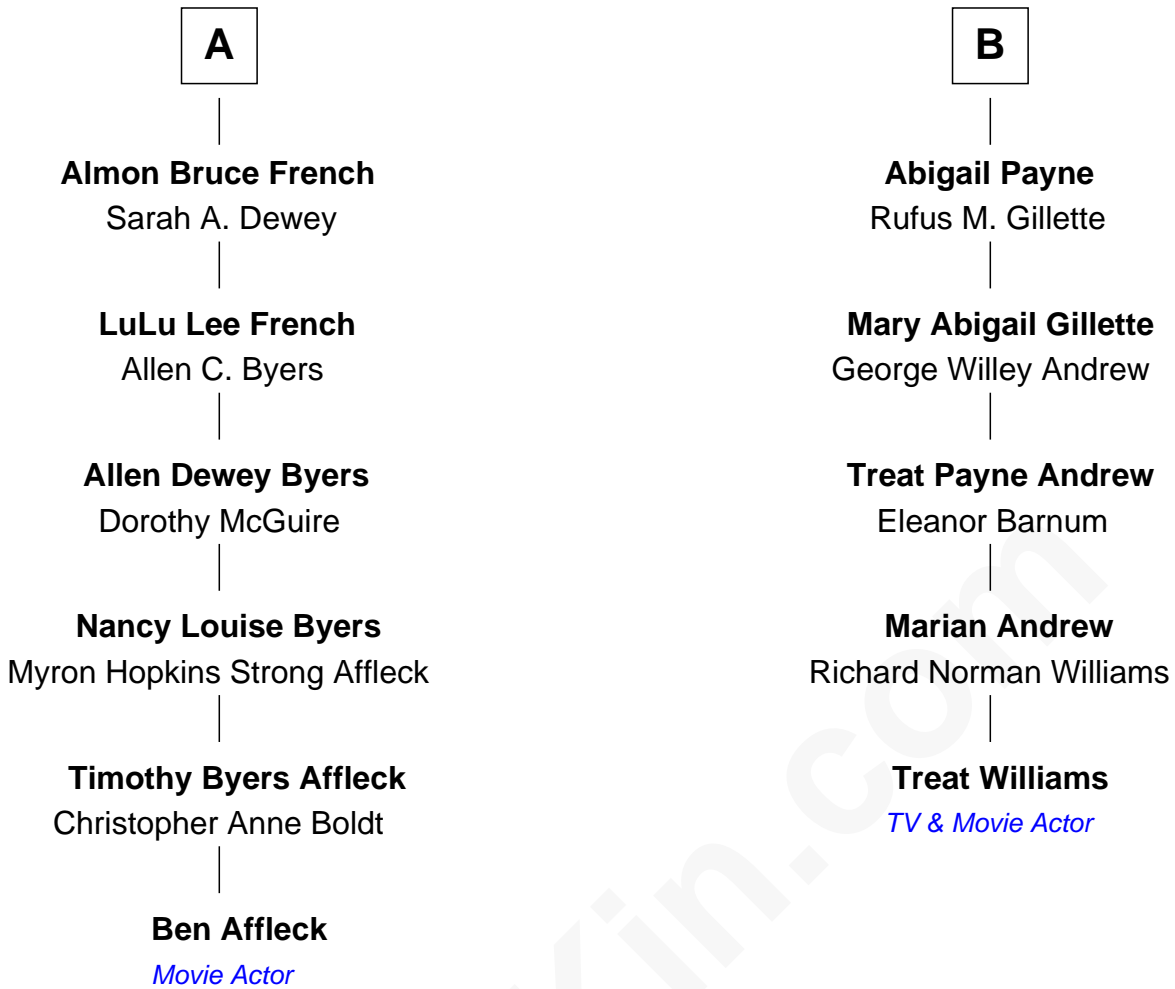 A
Almon Bruce French
Sarah A. Dewey
LuLu Lee French
Allen C. Byers
Allen Dewey Byers
Dorothy McGuire
Nancy Louise Byers
Myron Hopkins Strong Affleck
Timothy Byers Affleck
Christopher Anne Boldt
Ben Affleck
Movie Actor
B
Abigail Payne
Rufus M. Gillette
Mary Abigail Gillette
George Willey Andrew
Treat Payne Andrew
Eleanor Barnum
Marian Andrew
Richard Norman Williams
Treat Williams
TV & Movie Actor
Kin.com